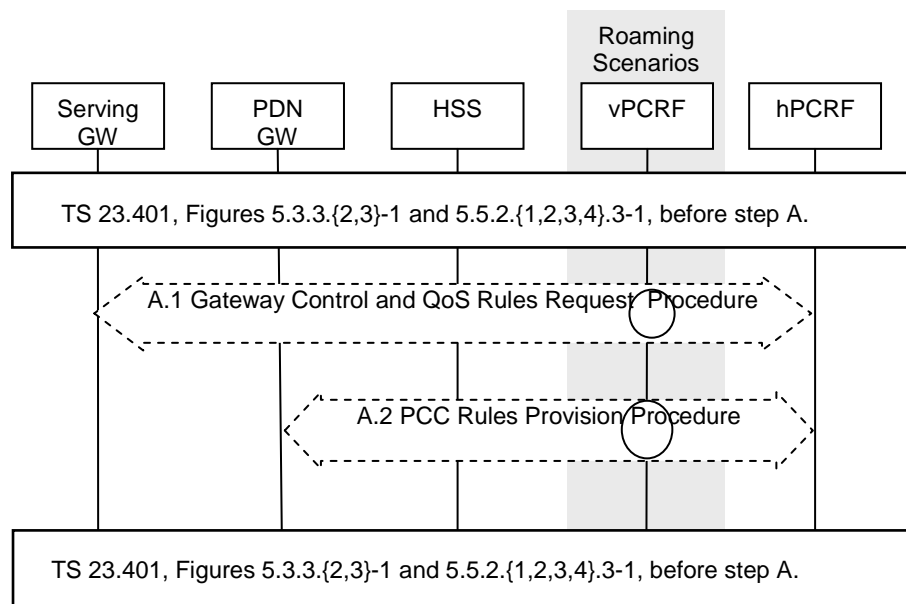 Roaming
Scenarios
Serving
GW
PDN
GW
HSS
vPCRF
hPCRF
TS 23.401, Figures 5.3.3.{2,3}-1 and 5.5.2.{1,2,3,4}.3-1, before step A.
A.1 Gateway Control and QoS Rules Request Procedure
A.2 PCC Rules Provision Procedure
TS 23.401, Figures 5.3.3.{2,3}-1 and 5.5.2.{1,2,3,4}.3-1, before step A.